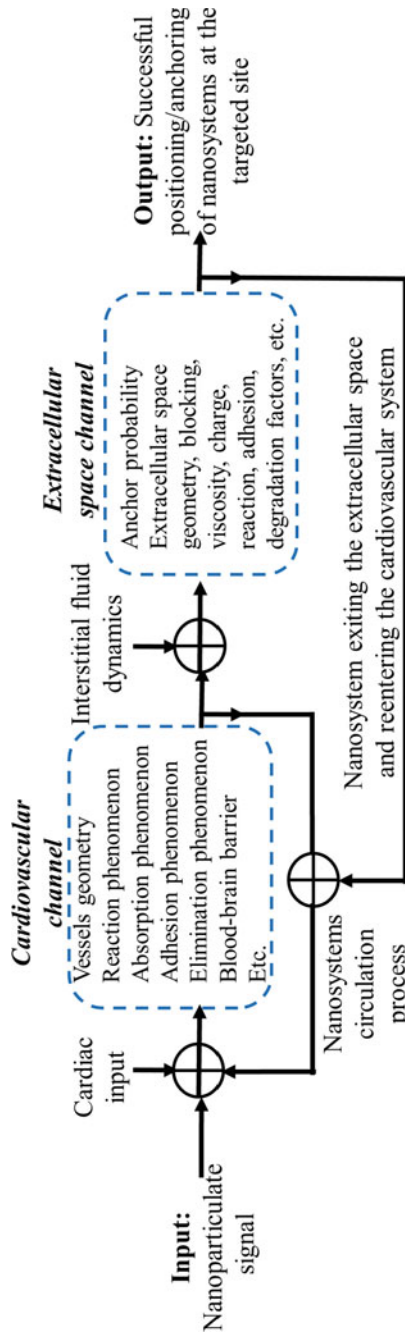 Input:
Nanoparticulate
signal
Cardiac
input
Cardiovascular
channel
Vessels geometry
Reaction phenomenon
Absorption phenomenon
Adhesion phenomenon
Elimination phenomenon
Blood-brain barrier
Etc.
Nanosystems
circulation
process
Interstitial fluid
dynamics
Extracellular
space channel
Anchor probability
Extracellular space
geometry, blocking,
viscosity, charge,
reaction, adhesion,
degradation factors, etc.
Nanosystem exiting the extracellular space
and reentering the cardiovascular system
Output: Successful
positioning/anchoring
of nanosystems at the
targeted site